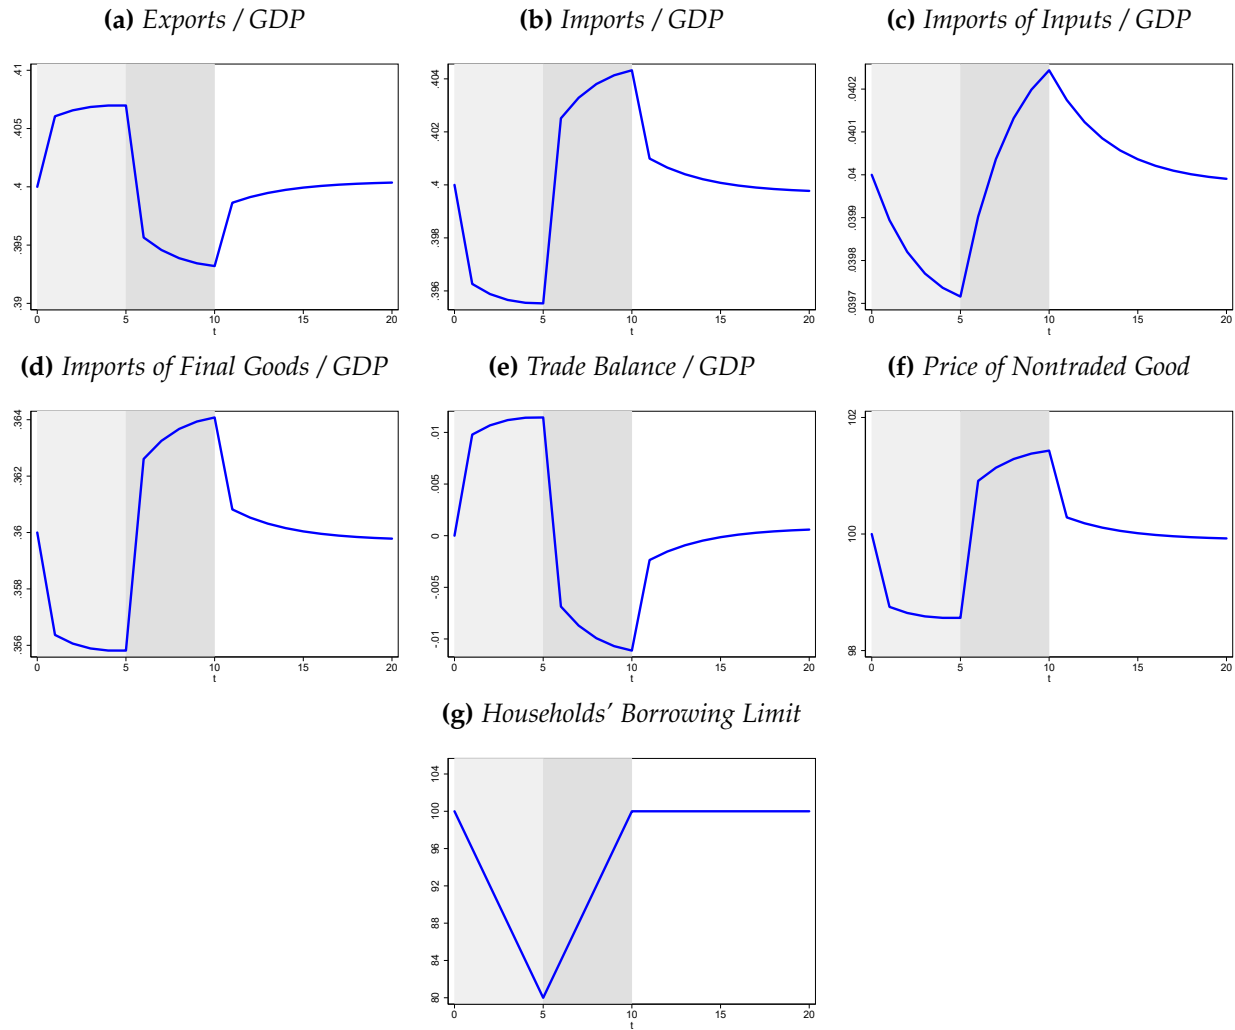 (a) Exports / GDP
(b) Imports / GDP
(c) Imports of Inputs / GDP
.41
.405
.4
.395
.39
0 5 10 15 20
t
.404
.402
.4
.398
.396
0 5 10 15 20
t
.0402
.0401
.04
.0399
.0398
.0397
0 5 10 15 20
t
(d) Imports of Final Goods / GDP
(e) Trade Balance / GDP
(f) Price of Nontraded Good
364
.362
.36
.358
.356
0 5 10 15 20
t
.01
.005
0
-.005
-.01
0 5 10 15 20
t
102
100
98
0 5 10 15 20
t
(g) Households' Borrowing Limit
104
100
96
92
88
84
80
0 5 10 15 20
t